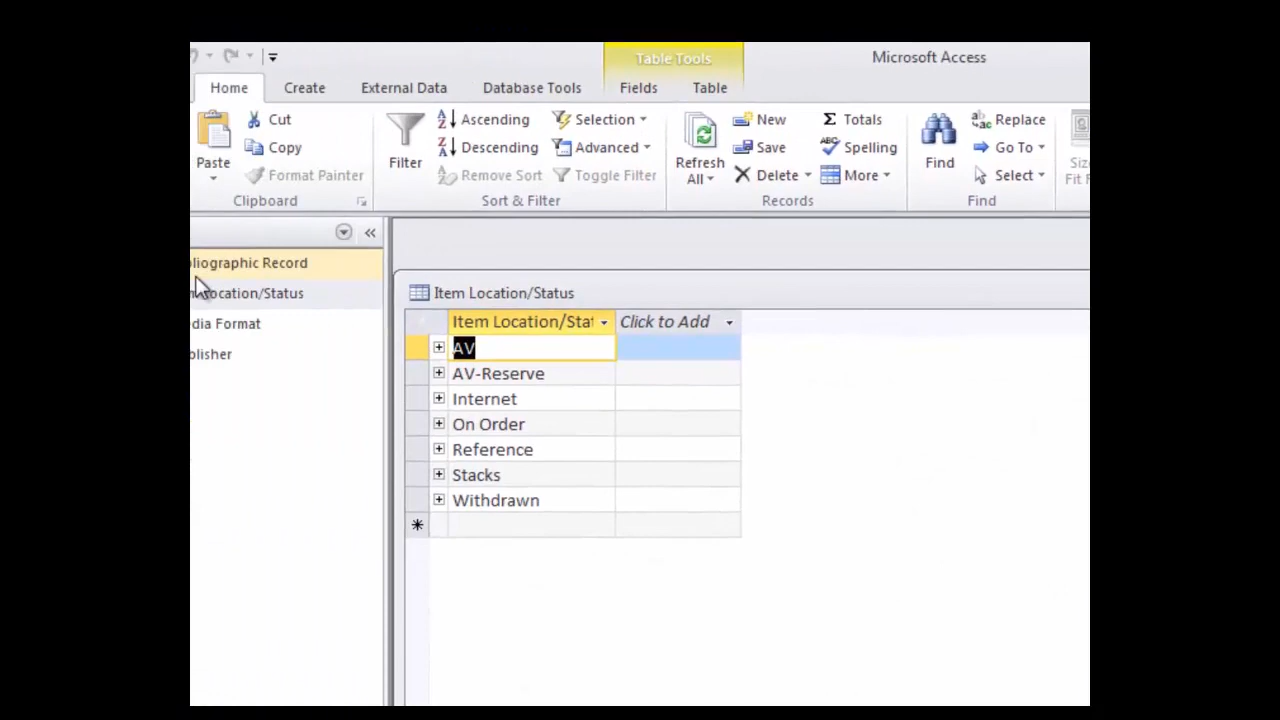 Table Tools
Microsoft Access
Home Create External Data Database Tools Fields Table
Paste
Cut
Copy
Format Painter
Clipboard
Filter
Ascending
Descending
Remove Sort
Selection
Advanced
Toggle Filter
Sort & Filter
Refresh
All
New
Save
Delete
Totals
Spelling
More
Records
Find
Replace
Go To
Select
Find
liographic Record
Location/Status
dia Format
lisher
Item Location/Status
Item Location/Stat Click to Add
AV
AV-Reserve
Internet
On Order
Reference
Stacks
Withdrawn